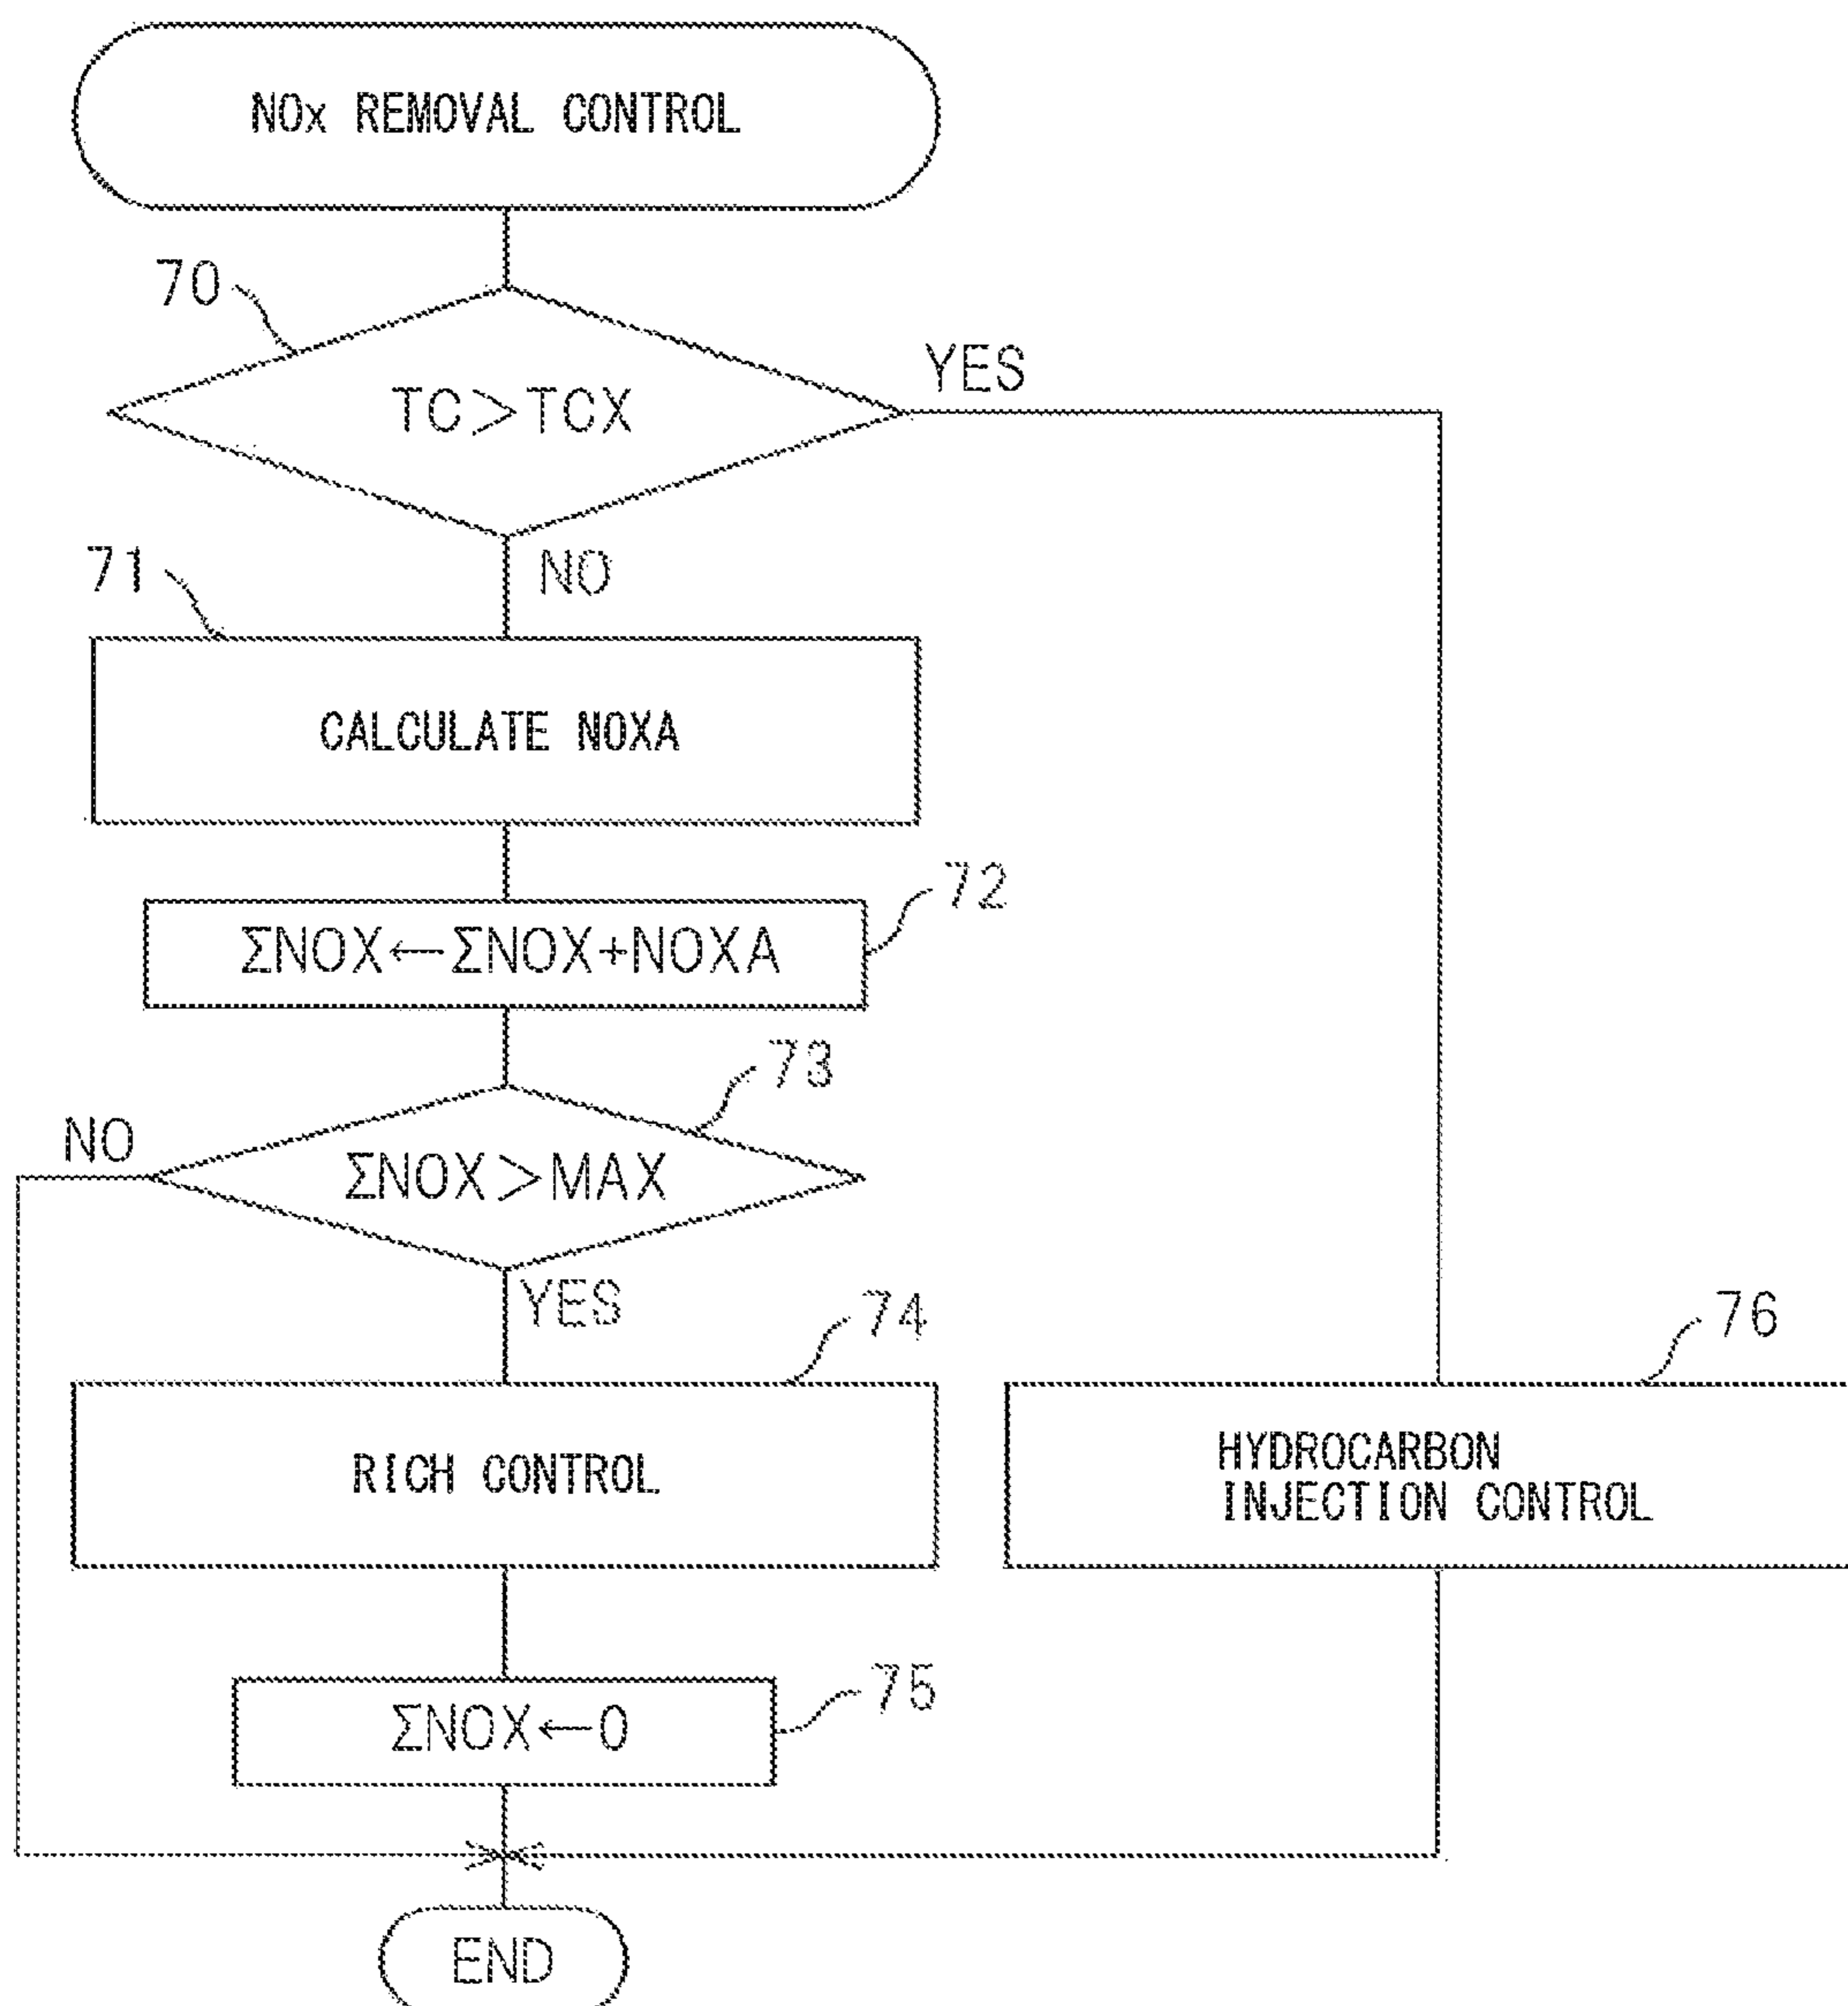 NOx REMOVAL CONTROL
70
TC>TCX
YES
NO
71
CALCULATE NOXA
72
ΣNOX←ΣNOX+NOXA
73
NO
ΣNOX>MAX
YES
74
RICH CONTROL
76
HYDROCARBON
INJECTION CONTROL
75
ΣNOX←0
END